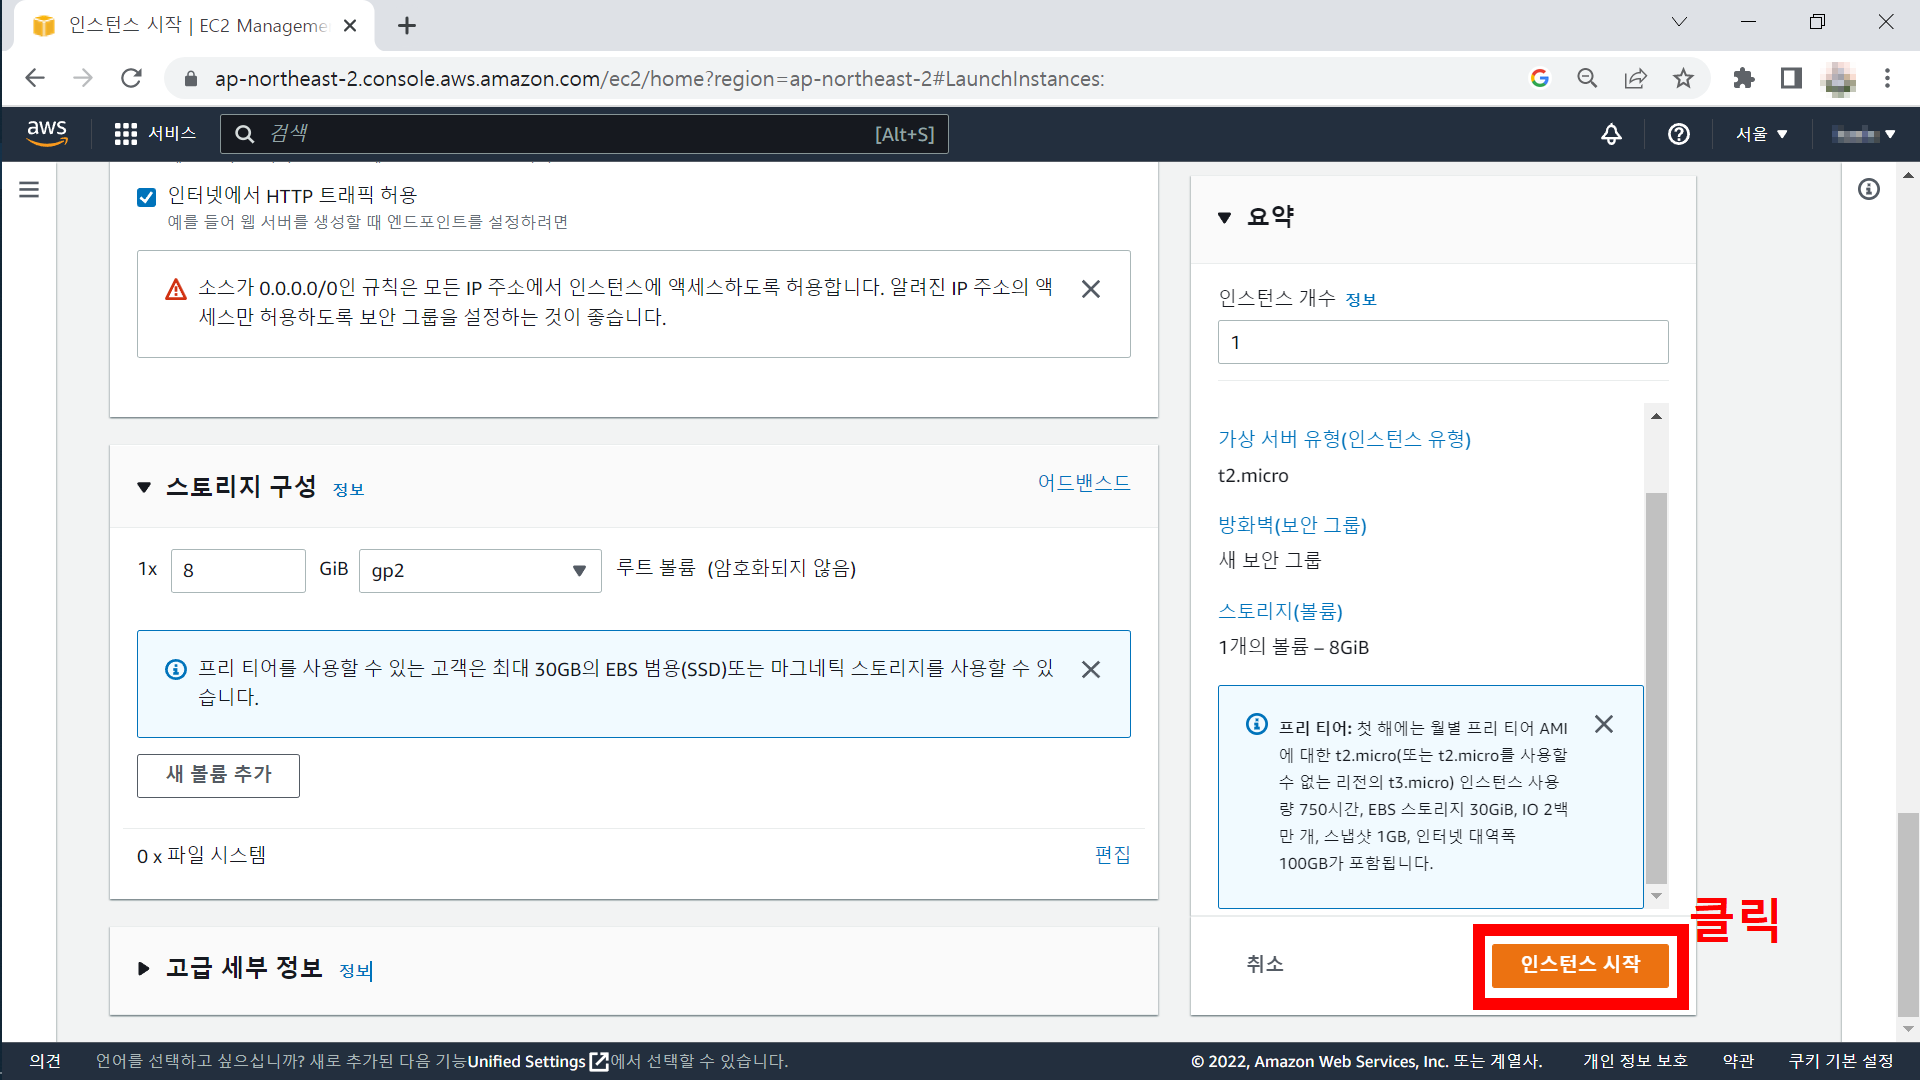 인스턴스 시작 | EC2 Manageme
ap-northeast-2.console.aws.amazon.com/ec2/home?region=ap-northeast-2#LaunchInstances:
aws
서비스
검색
[Alt+S]
서울
인터넷에서 HTTP 트래픽 허용
예를 들어 웹 서버를 생성할 때 엔드포인트를 설정하려면
소스가 0.0.0.0/0인 규칙은 모든 IP 주소에서 인스턴스에 액세스하도록 허용합니다. 알려진 IP 주소의 액
세스만 허용하도록 보안 그룹을 설정하는 것이 좋습니다.
스토리지 구성 정보
어드밴스드
1x 8 GiB gp2 루트 볼륨 (암호화되지 않음)
프리 티어를 사용할 수 있는 고객은 최대 30GB의 EBS 범용(SSD)또는 마그네틱 스토리지를 사용할 수 있
습니다.
새 볼륨 추가
0 x 파일 시스템
편집
고급 세부 정보 정보
요약
인스턴스 개수 정보
1
가상 서버 유형(인스턴스 유형)
t2.micro
방화벽(보안 그룹)
새 보안 그룹
스토리지(볼륨)
1개의 볼륨 – 8GiB
프리 티어: 첫 해에는 월별 프리 티어 AMI
에 대한 t2.micro(또는 t2.micro를 사용할
수 없는 리전의 t3.micro) 인스턴스 사용
량 750시간, EBS 스토리지 30GiB, IO 2백
만 개, 스냅샷 1GB, 인터넷 대역폭
100GB가 포함됩니다.
클릭
취소
인스턴스 시작
의견
언어를 선택하고 싶으십니까? 새로 추가된 다음 기능Unified Settings에서 선택할 수 있습니다.
© 2022, Amazon Web Services, Inc. 또는 계열사.
개인 정보 보호
약관
쿠키 기본 설정